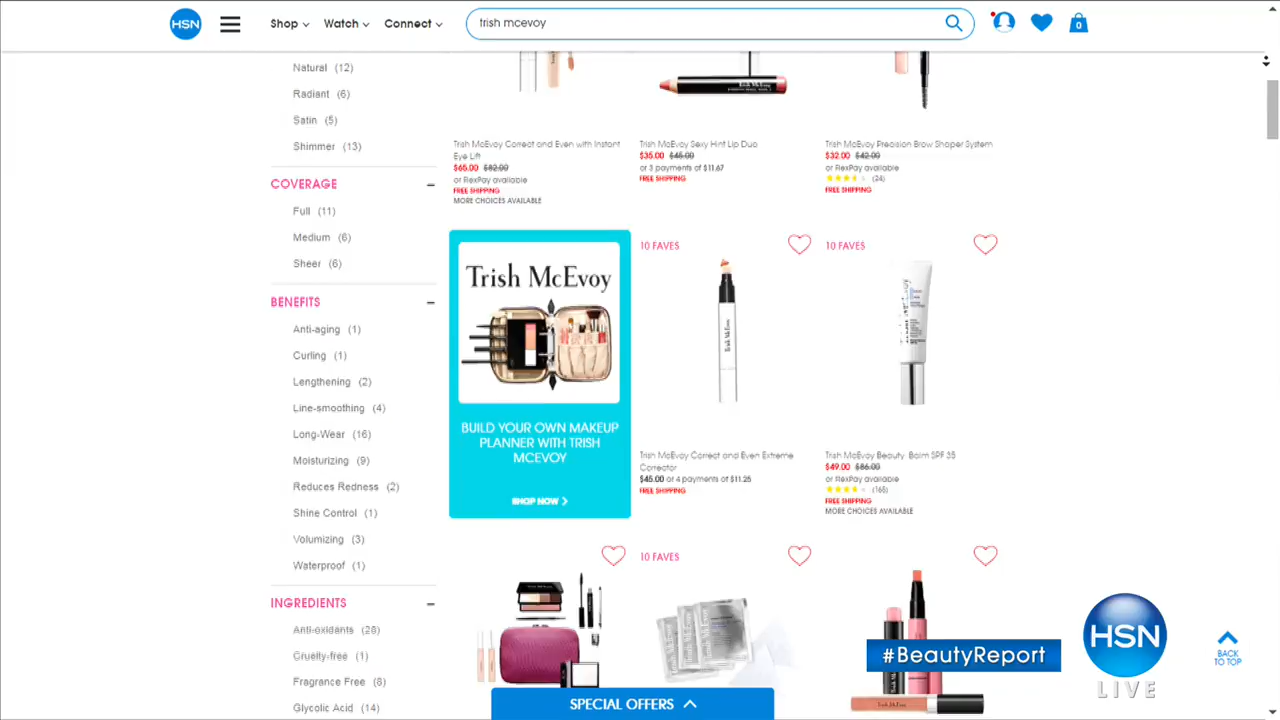 HSN
Shop
Watch
Connect
trish mcevoy
0
Natural (12)
Radiant (6)
Satin (5)
Shimmer (13)
COVERAGE
Full (11)
Medium (6)
Sheer (6)
BENEFITS
Anti-aging (1)
Curling (1)
Lengthening (2)
Line-smoothing (4)
Long-Wear (16)
Moisturizing (9)
Reduces Redness (2)
Shine Control (1)
Volumizing (3)
Waterproof (1)
INGREDIENTS
Anti-oxidants (28)
Cruelty-free (1)
Fragrance Free (8)
Glycolic Acid (14)
Trish McEvoy Correct and Even with Instant
Eye Lift
$65.00 $82.00
or FlexPay available
FREE SHIPPING
MORE CHOICES AVAILABLE
Trish McEvoy Sexy Hint Lip Duo
$35.00 $45.00
or 3 payments of $11.67
FREE SHIPPING
Trish McEvoy Precision Brow Shaper System
$32.00 $42.00
or FlexPay available
(24)
FREE SHIPPING
Trish McEvoy
BUILD YOUR OWN MAKEUP
PLANNER WITH TRISH
MCEVOY
SHOP NOW
10 FAVES
Trish McEvoy
Trish McEvoy Correct and Even Extreme
Corrector
$45.00 or 4 payments of $11.25
FREE SHIPPING
10 FAVES
Trish McEvoy Beauty Balm SPF 35
$49.00 $86.00
or FlexPay available
(165)
FREE SHIPPING
MORE CHOICES AVAILABLE
10 FAVES
#BeautyReport
HSN
LIVE
BACK
TO TOP
SPECIAL OFFERS